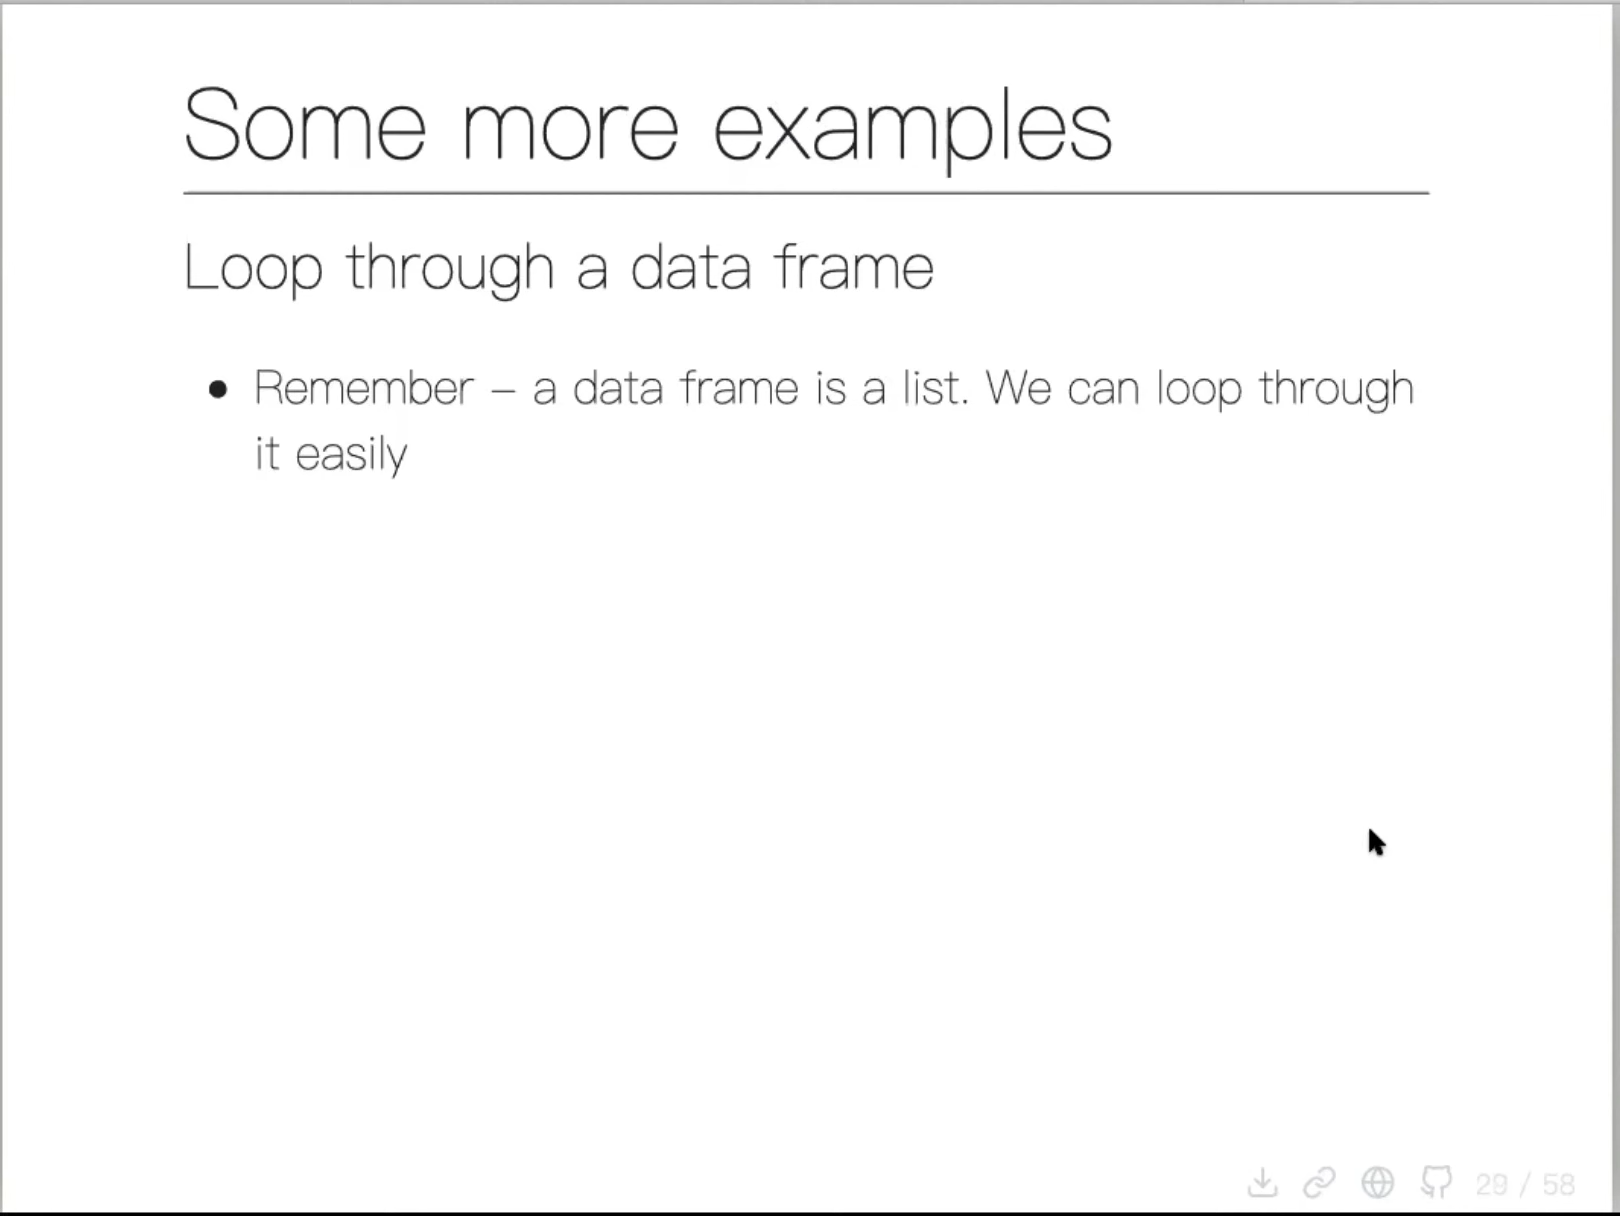 Some more examples
Loop through a data frame
Remember – a data frame is a list. We can loop through
it easily
29 / 58